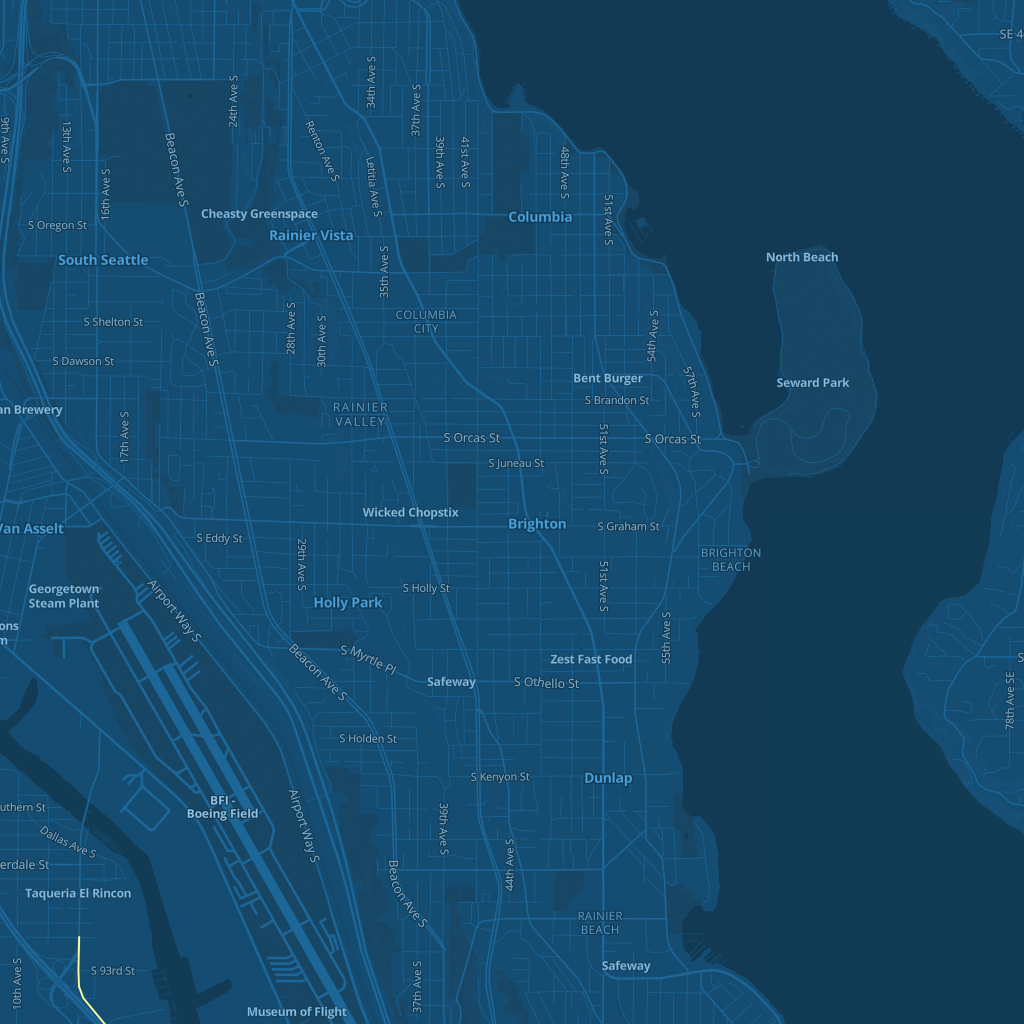 SE 4
34th Ave S
24th Ave S
37th Ave S
9th Ave S
13th Ave S
Renton Ave S
39th Ave S
41st Ave S
48th Ave S
Beacon Ave S
16th Ave S
Letitia Ave S
51st Ave S
Cheasty Greenspace
Columbia
S Oregon St
Rainier Vista
South Seattle
35th Ave S
North Beach
COLUMBIA
CITY
S Shelton St
28th Ave S
30th Ave S
Beacon Ave S
54th Ave S
S Dawson St
Bent Burger
57th Ave S
Seward Park
S Brandon St
an Brewery
RAINIER
VALLEY
17th Ave S
S Orcas St
51st Ave S
S Orcas St
S Juneau St
Wicked Chopstix
Van Asselt
Brighton
S Graham St
S Eddy St
29th Ave S
BRIGHTON
BEACH
Georgetown
Steam Plant
S Holly St
51st Ave S
Holly Park
Airport Way S
ons
m
55th Ave S
S Myrtle Pl
Beacon Ave S
Zest Fast Food
S
Safeway
S Othello St
78th Ave SE
S Holden St
S Kenyon St
Dunlap
BFI -
Boeing Field
uthern St
Airport Way S
39th Ave S
Dallas Ave S
erdale St
44th Ave S
Taqueria El Rincon
Beacon Ave S
RAINIER
BEACH
S 93rd St
10th Ave S
37th Ave S
Safeway
Museum of Flight